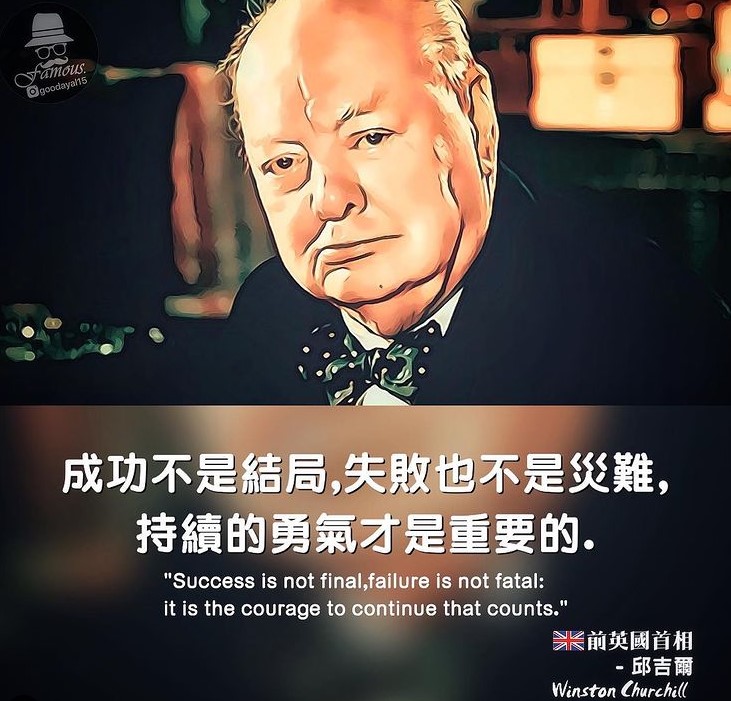 Famous.
goodayal15
成功不是結局,失敗也不是災難,
持續的勇氣才是重要的.
"Success is not final,failure is not fatal:
it is the courage to continue that counts."
前英國首相
- 邱吉爾
Winston Churchill